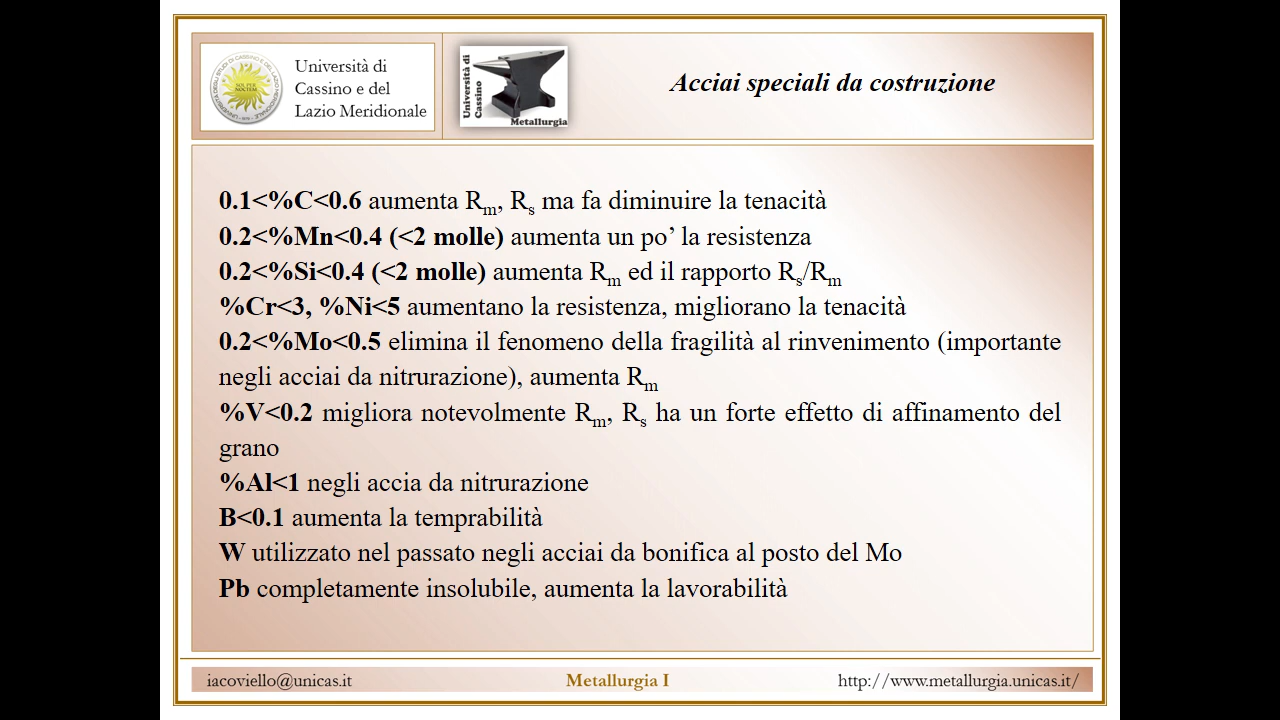 Università di
Cassino e del
Lazio Meridionale
Università di
Cassino
Metallurgia
Acciai speciali da costruzione
0.1<%C<0.6 aumenta Rm, Rs ma fa diminuire la tenacità
0.2<%Mn<0.4 (<2 molle) aumenta un po’ la resistenza
0.2<%Si<0.4 (<2 molle) aumenta Rm ed il rapporto Rs/Rm
%Cr<3, %Ni<5 aumentano la resistenza, migliorano la tenacità
0.2<%Mo<0.5 elimina il fenomeno della fragilità al rinvenimento (importante
negli acciai da nitrurazione), aumenta Rm
%V<0.2 migliora notevolmente Rm, Rs ha un forte effetto di affinamento del
grano
%Al<1 negli accia da nitrurazione
B<0.1 aumenta la temprabilità
W utilizzato nel passato negli acciai da bonifica al posto del Mo
Pb completamente insolubile, aumenta la lavorabilità
iacoviello@unicas.it
Metallurgia I
http://www.metallurgia.unicas.it/